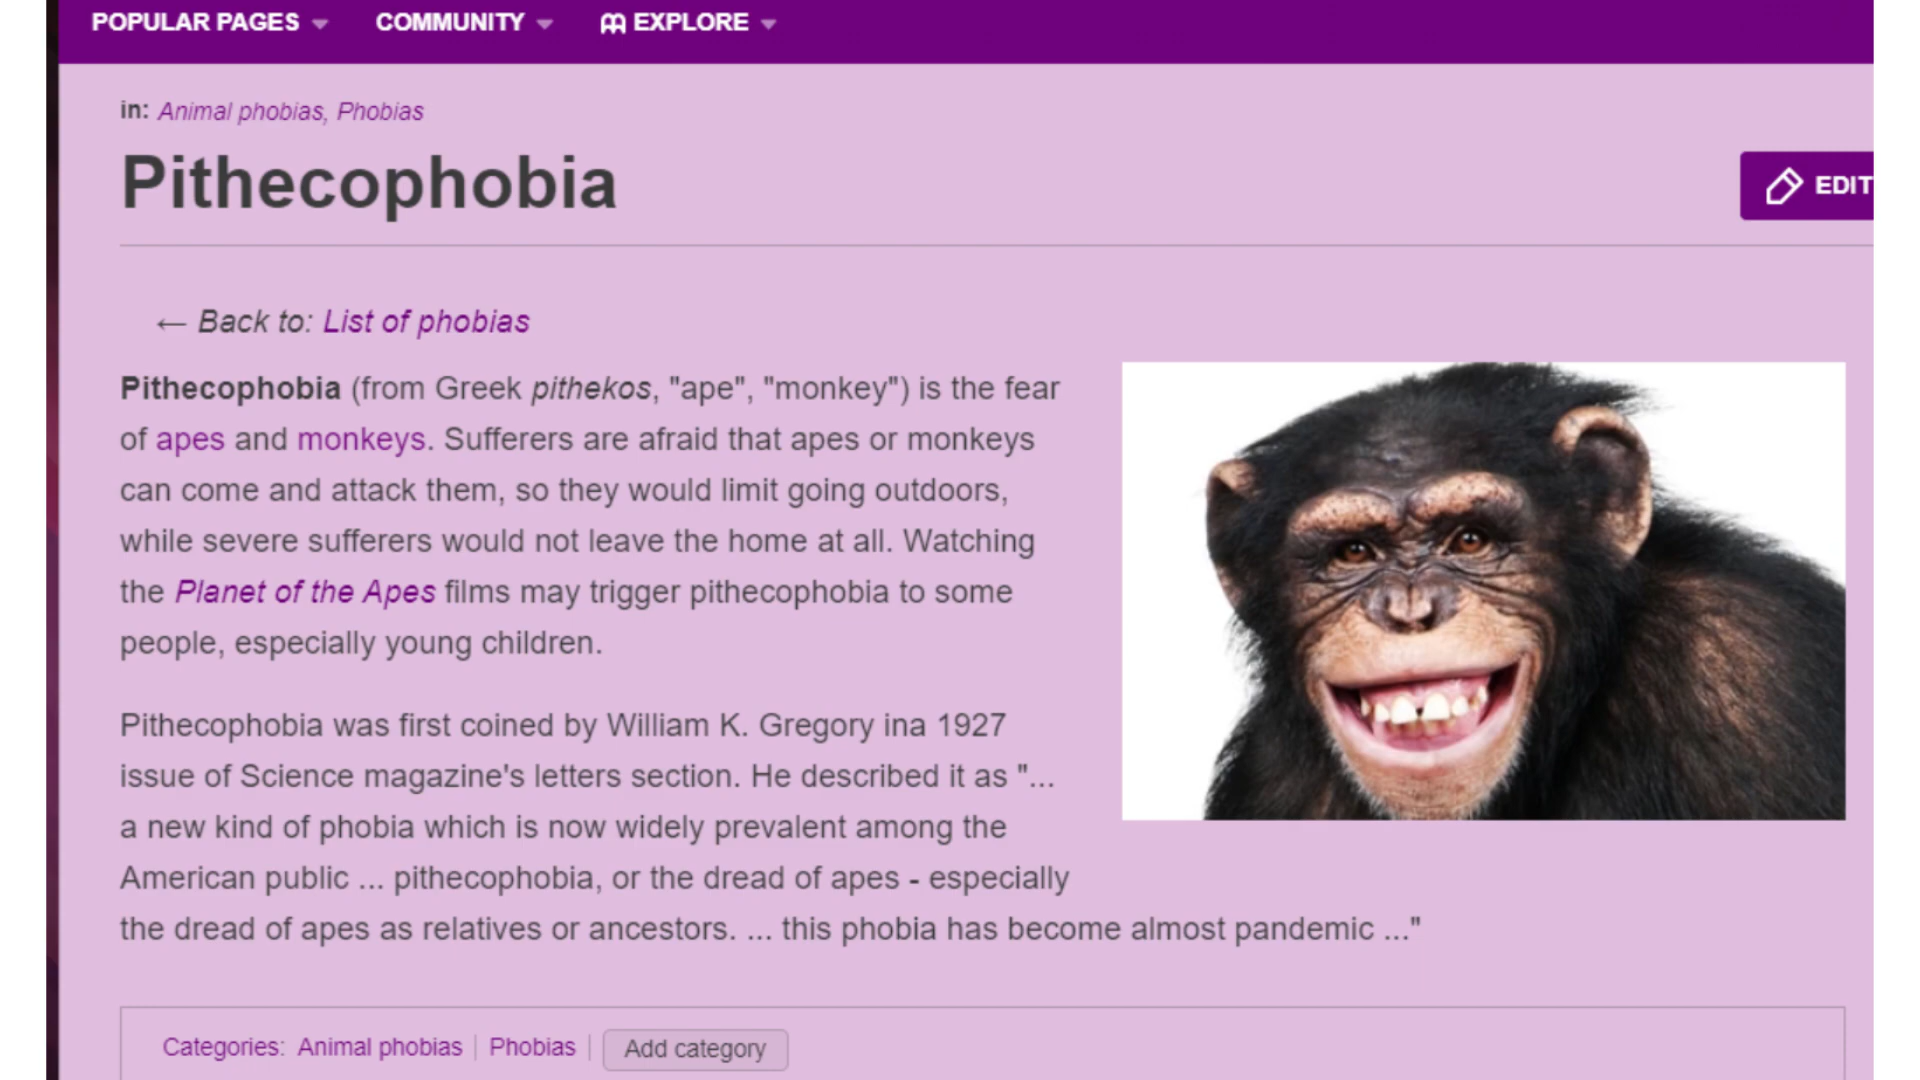 POPULAR PAGES COMMUNITY EXPLORE
in: Animal phobias, Phobias
Pithecophobia
EDIT
← Back to: List of phobias
Pithecophobia (from Greek pithekos, "ape", "monkey") is the fear
of apes and monkeys. Sufferers are afraid that apes or monkeys
can come and attack them, so they would limit going outdoors,
while severe sufferers would not leave the home at all. Watching
the Planet of the Apes films may trigger pithecophobia to some
people, especially young children.
Pithecophobia was first coined by William K. Gregory ina 1927
issue of Science magazine's letters section. He described it as "...
a new kind of phobia which is now widely prevalent among the
American public ... pithecophobia, or the dread of apes - especially
the dread of apes as relatives or ancestors. ... this phobia has become almost pandemic ..."
Categories: Animal phobias Phobias Add category